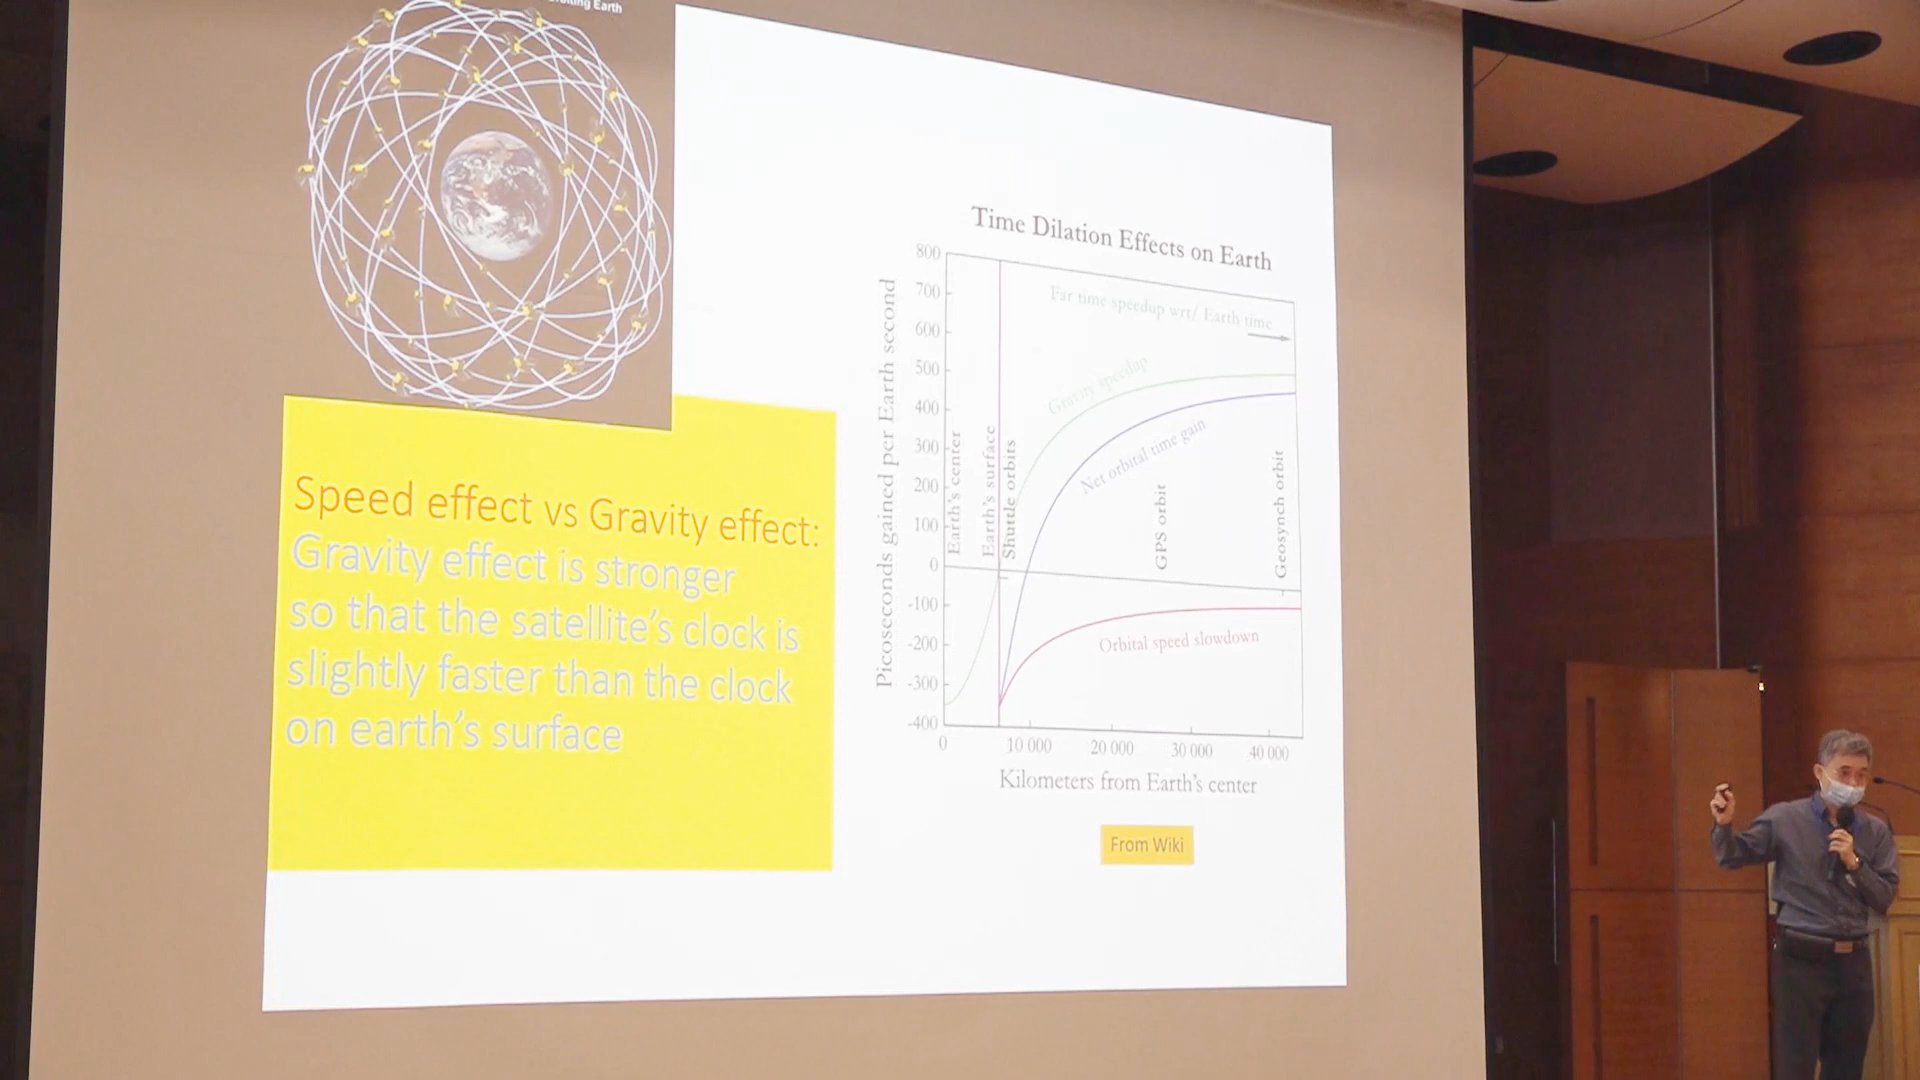 Earth
Speed effect vs Gravity effect:
Gravity effect is stronger
so that the satellite's clock is
slightly faster than the clock
on earth's surface
Time Dilation Effects on Earth
Picoseconds gained per Earth second
800
700
600
500
400
300
200
100
0
-100
-200
-300
-400
Far time speedup wrt/ Earth time
Gravity speedup
Net orbital time gain
Earth's center
Earth's surface
Shuttle orbits
GPS orbit
Geosynch orbit
Orbital speed slowdown
0
10 000
20 000
30 000
40 000
Kilometers from Earth's center
From Wiki